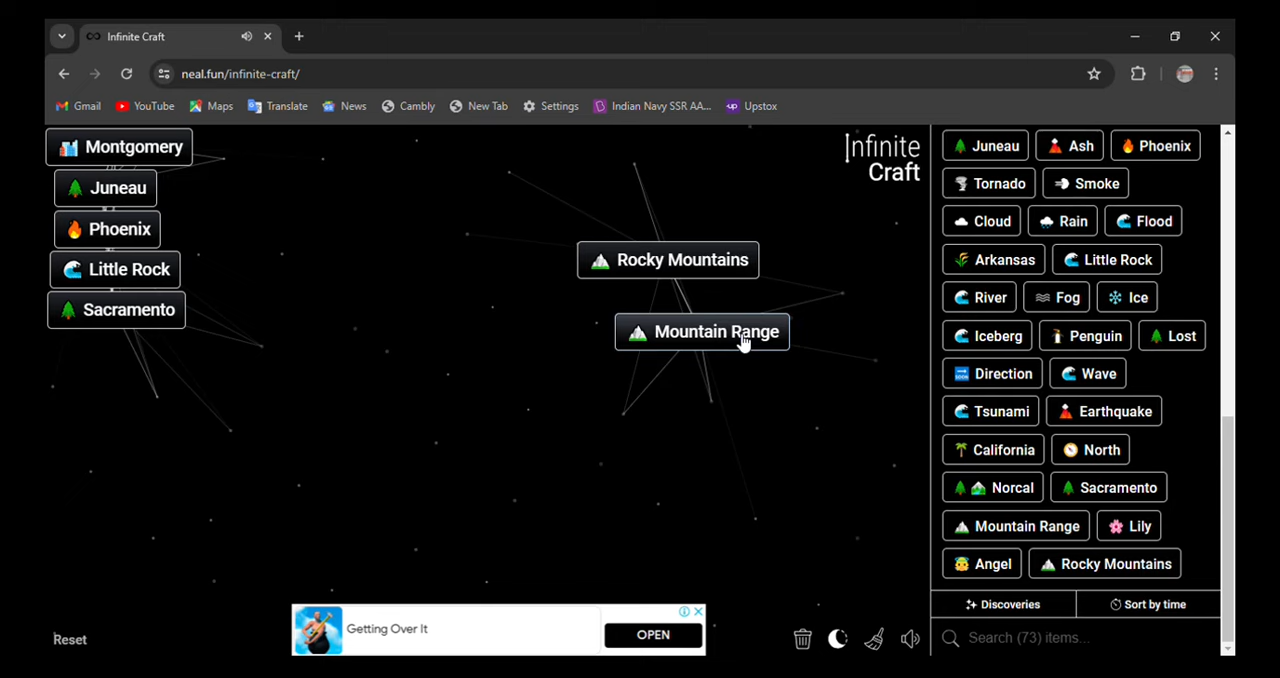 Infinite Craft
neal.fun/infinite-craft/
Gmail YouTube Maps Translate News Cambly New Tab Settings Indian Navy SSR AA... Upstox
Montgomery
Juneau
Phoenix
Little Rock
Sacramento
Rocky Mountains
Mountain Range
Infinite
Craft
Juneau Ash Phoenix
Tornado Smoke
Cloud Rain Flood
Arkansas Little Rock
River Fog Ice
Iceberg Penguin Lost
Direction Wave
Tsunami Earthquake
California North
Norcal Sacramento
Mountain Range Lily
Angel Rocky Mountains
Discoveries Sort by time
Search (73) items...
Getting Over It
OPEN
Reset